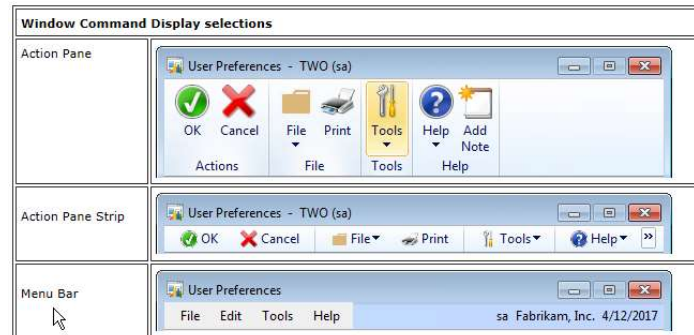 Window Command Display selections
Action Pane
User Preferences - TWO (sa)
OK Cancel File Print Tools Help Add Note
Actions File Tools Help
Action Pane Strip
User Preferences - TWO (sa)
OK Cancel File Print Tools Help »
Menu Bar
User Preferences
File Edit Tools Help sa Fabrikam, Inc. 4/12/2017